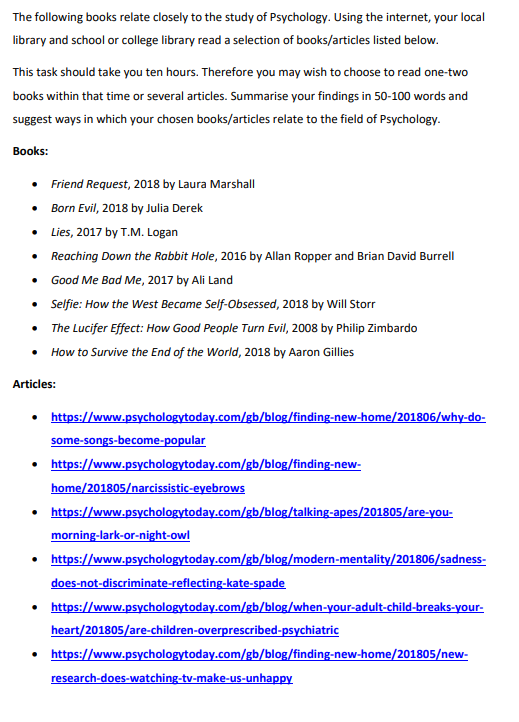 The following books relate closely to the study of Psychology. Using the internet, your local
library and school or college library read a selection of books/articles listed below.
This task should take you ten hours. Therefore you may wish to choose to read one-two
books within that time or several articles. Summarise your findings in 50-100 words and
suggest ways in which your chosen books/articles relate to the field of Psychology.
Books:
• Friend Request, 2018 by Laura Marshall
• Born Evil, 2018 by Julia Derek
• Lies, 2017 by T.M. Logan
• Reaching Down the Rabbit Hole, 2016 by Allan Ropper and Brian David Burrell
• Good Me Bad Me, 2017 by Ali Land
• Selfie: How the West Became Self-Obsessed, 2018 by Will Storr
• The Lucifer Effect: How Good People Turn Evil, 2008 by Philip Zimbardo
• How to Survive the End of the World, 2018 by Aaron Gillies
Articles:
• https://www.psychologytoday.com/gb/blog/finding-new-home/201806/why-do-
some-songs-become-popular
• https://www.psychologytoday.com/gb/blog/finding-new-
home/201805/narcissistic-eyebrows
• https://www.psychologytoday.com/gb/blog/talking-apes/201805/are-you-
morning-lark-or-night-owl
• https://www.psychologytoday.com/gb/blog/modern-mentality/201806/sadness-
does-not-discriminate-reflecting-kate-spade
• https://www.psychologytoday.com/gb/blog/when-your-adult-child-breaks-your-
heart/201805/are-children-overprescribed-psychiatric
• https://www.psychologytoday.com/gb/blog/finding-new-home/201805/new-
research-does-watching-tv-make-us-unhappy